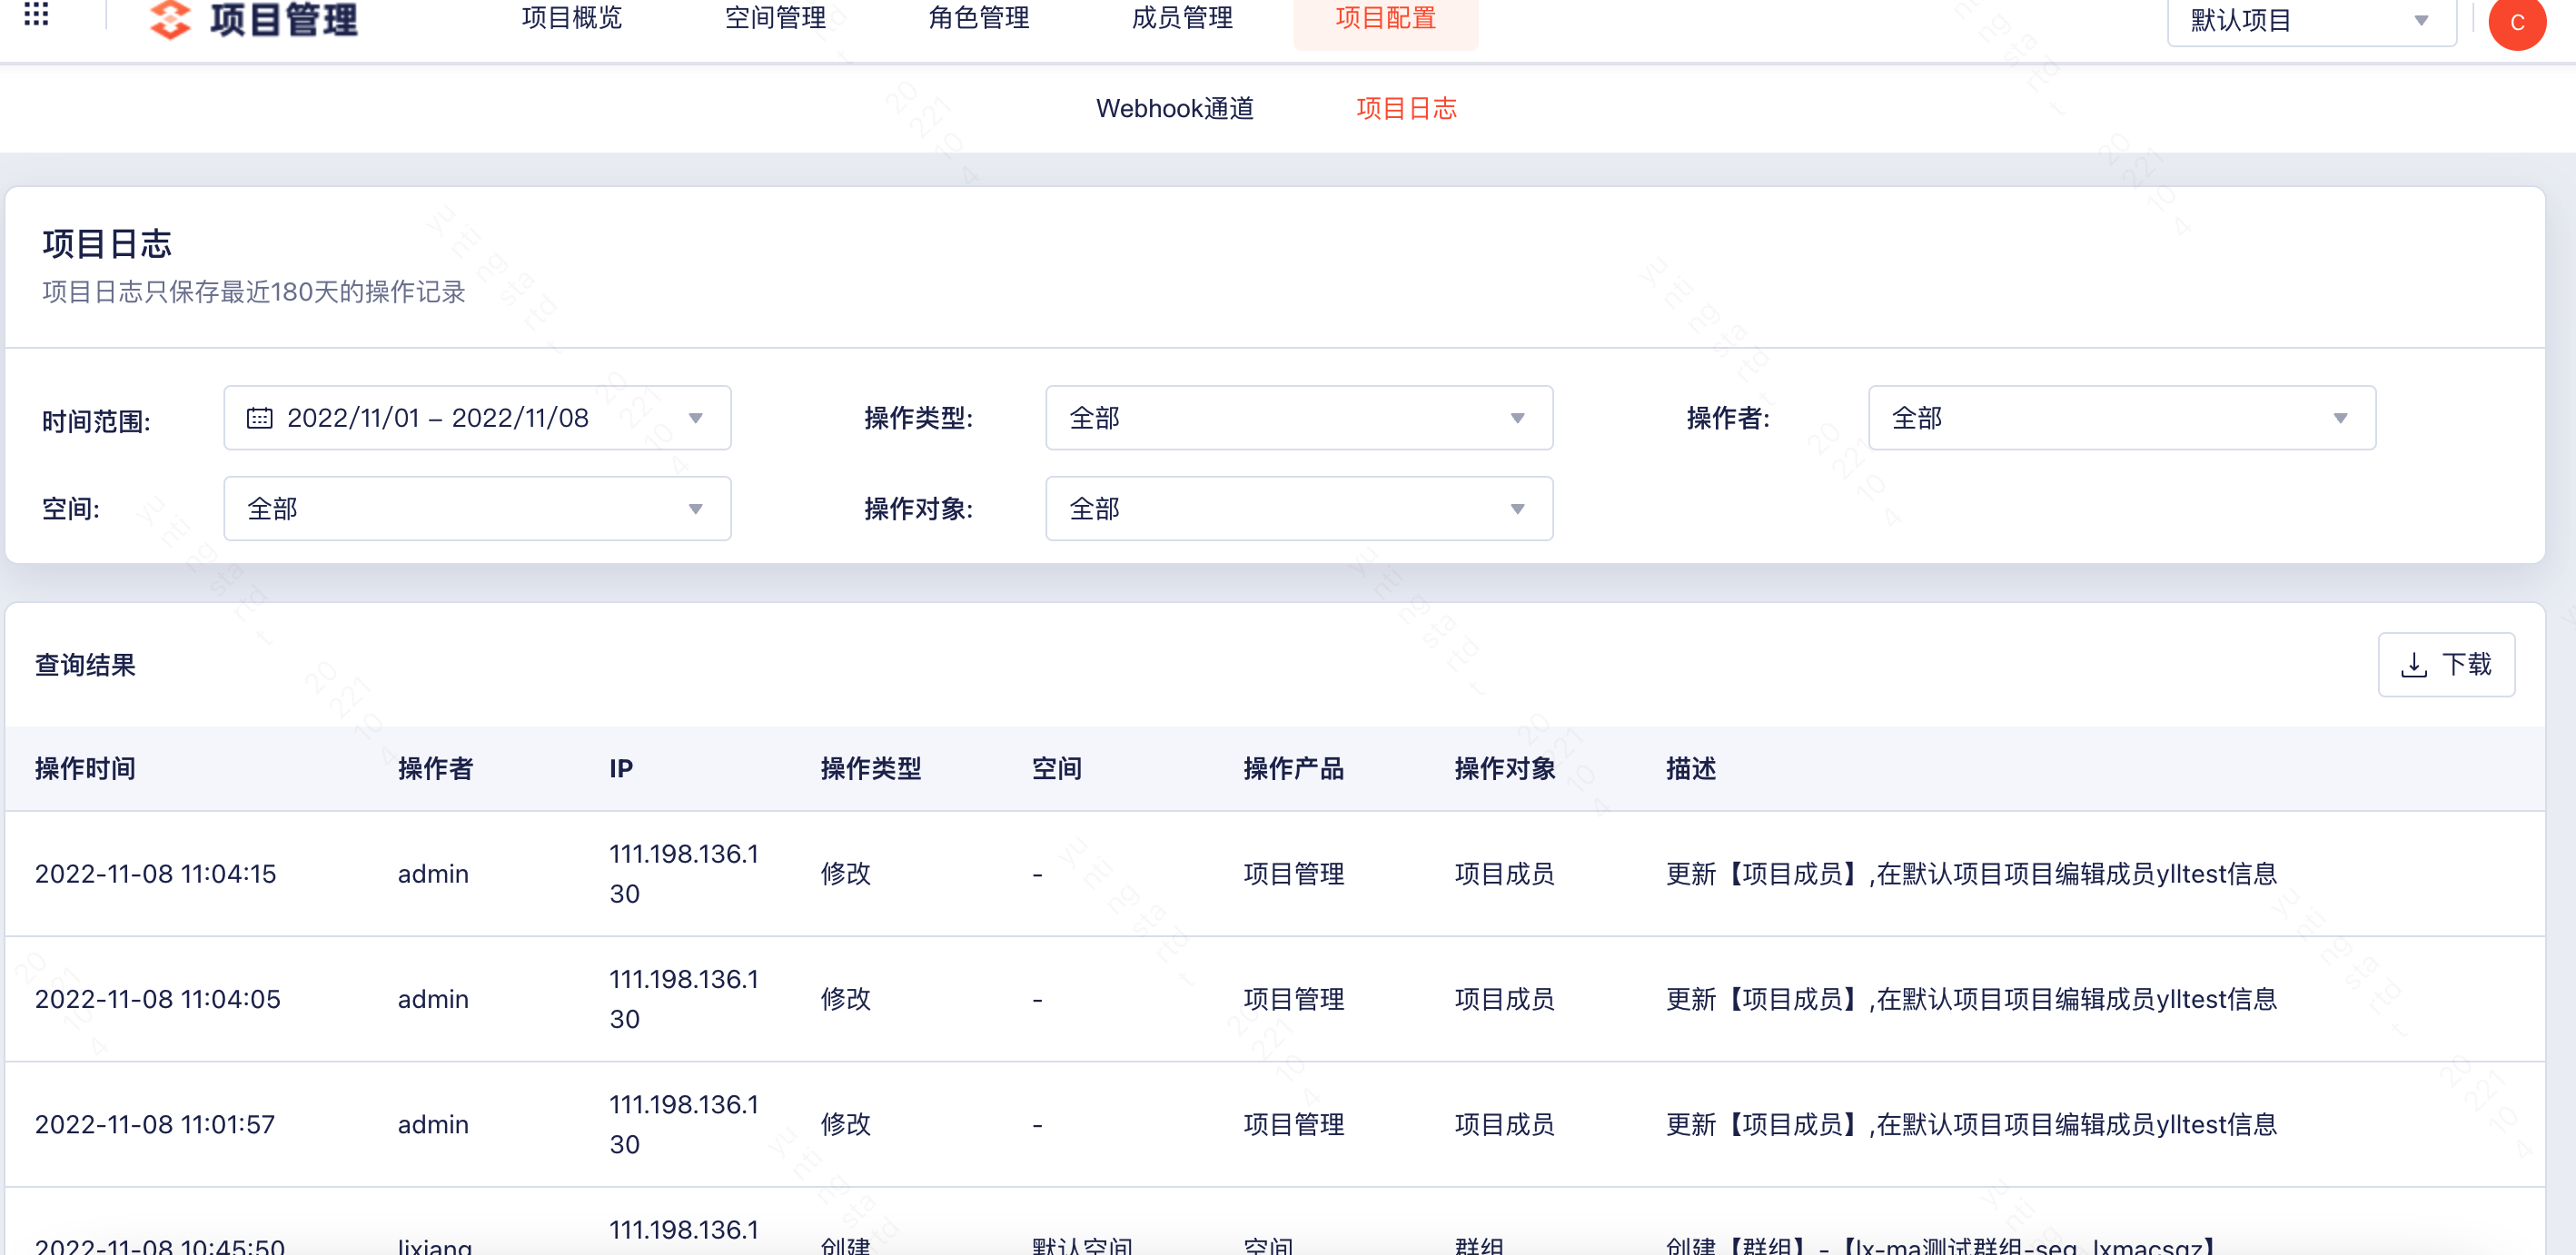 项目管理 项目概览 空间管理 角色管理 成员管理 项目配置 默认项目 C
Webhook通道 项目日志
项目日志
项目日志只保存最近180天的操作记录
时间范围: 2022/11/01 – 2022/11/08 操作类型: 全部 操作者: 全部
空间: 全部 操作对象: 全部
查询结果 下载
操作时间 操作者 IP 操作类型 空间 操作产品 操作对象 描述
2022-11-08 11:04:15 admin 111.198.136.1 修改 - 项目管理 项目成员 更新【项目成员】,在默认项目项目编辑成员ylltest信息
30
2022-11-08 11:04:05 admin 111.198.136.1 修改 - 项目管理 项目成员 更新【项目成员】,在默认项目项目编辑成员ylltest信息
30
2022-11-08 11:01:57 admin 111.198.136.1 修改 - 项目管理 项目成员 更新【项目成员】,在默认项目项目编辑成员ylltest信息
30
2022-11-08 10:45:50 lixiang 111.198.136.1 创建 默认空间 空间 群组 创建【群组】-【lx-ma测试群组-seg_lxmacsqz】